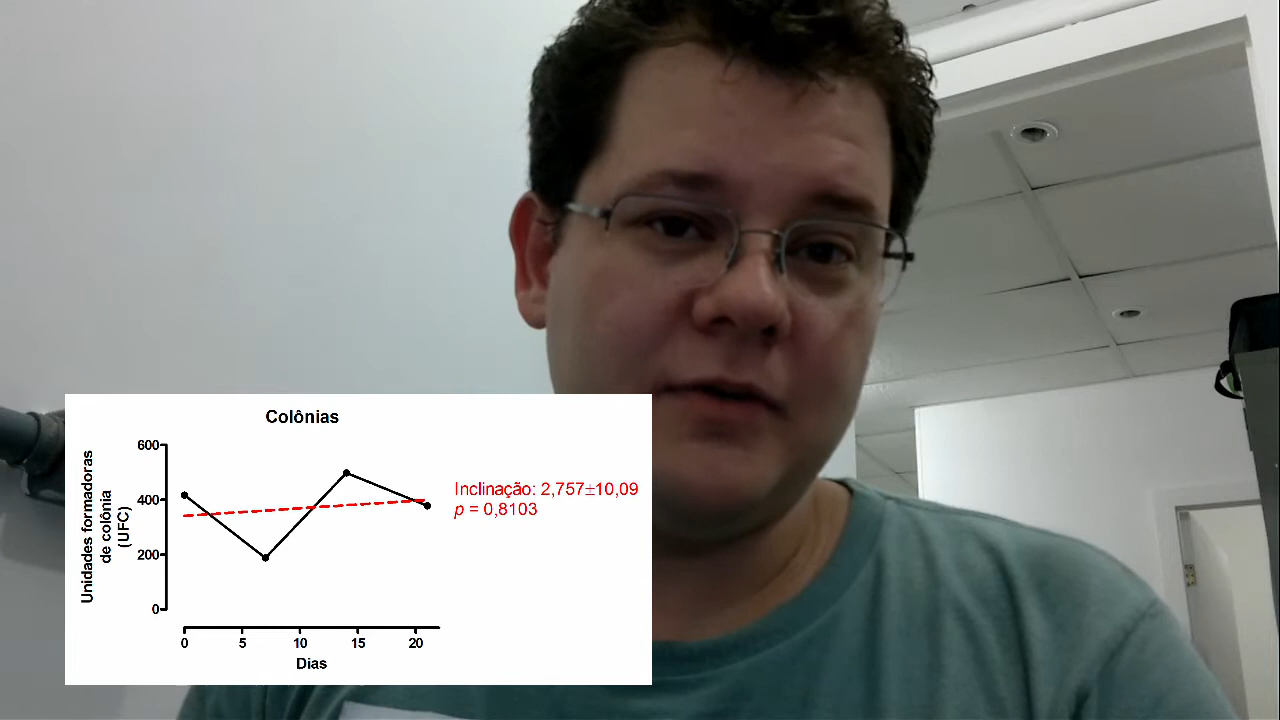 Colônias
Unidades formadoras
de colônia
(UFC)
600
400
200
0
Inclinação: 2,757±10,09
p = 0,8103
0 5 10 15 20
Dias